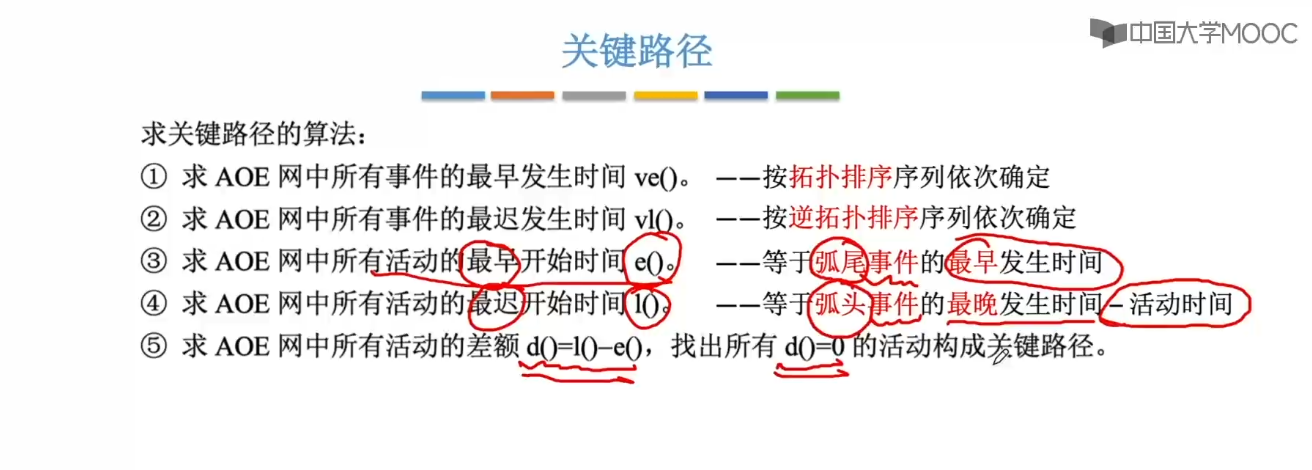 中国大学MOOC
关键路径
求关键路径的算法：
① 求 AOE 网中所有事件的最早发生时间 ve()。 ——按拓扑排序序列依次确定
② 求 AOE 网中所有事件的最迟发生时间 vl()。 ——按逆拓扑排序序列依次确定
③ 求 AOE 网中所有活动的最早开始时间 e()。 ——等于弧尾事件的最早发生时间
④ 求 AOE 网中所有活动的最迟开始时间 l()。 ——等于弧头事件的最晚发生时间－活动时间
⑤ 求 AOE 网中所有活动的差额 d()=l()–e()，找出所有 d()=0 的活动构成关键路径。